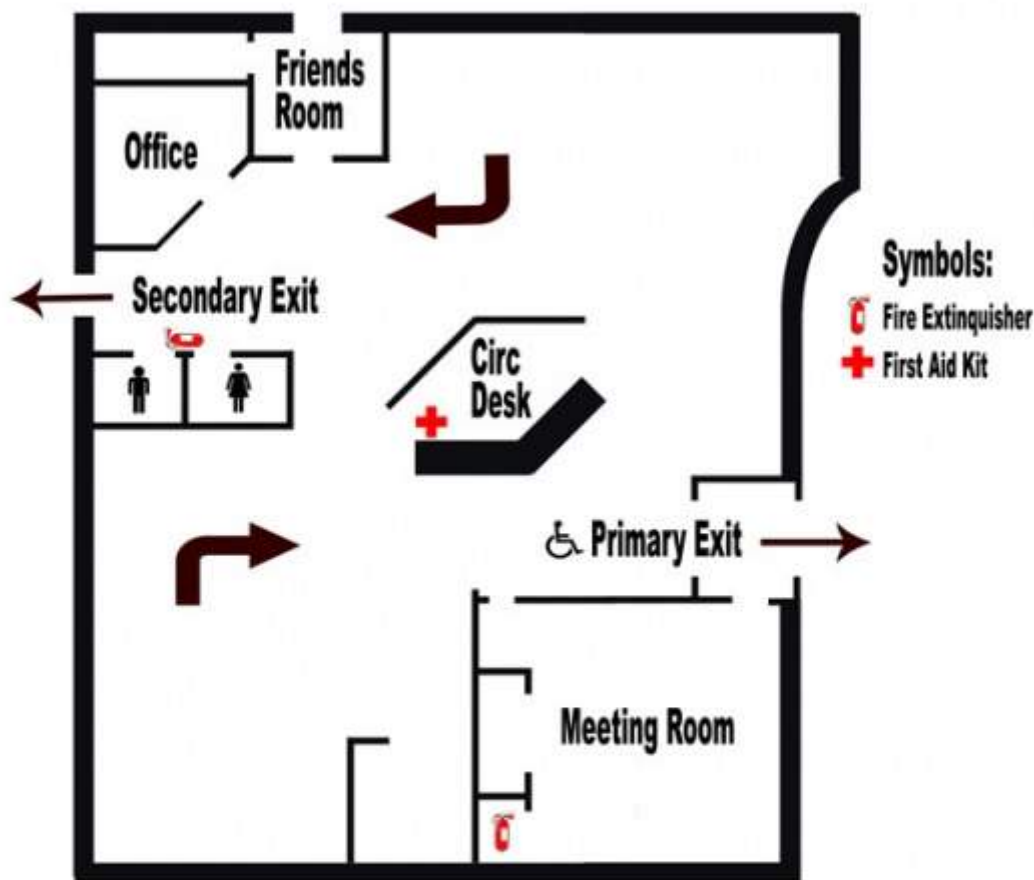 Friends
Room
Office
Symbols:
Fire Extinguisher
First Aid Kit
Secondary Exit
Circ
Desk
Primary Exit
Meeting Room